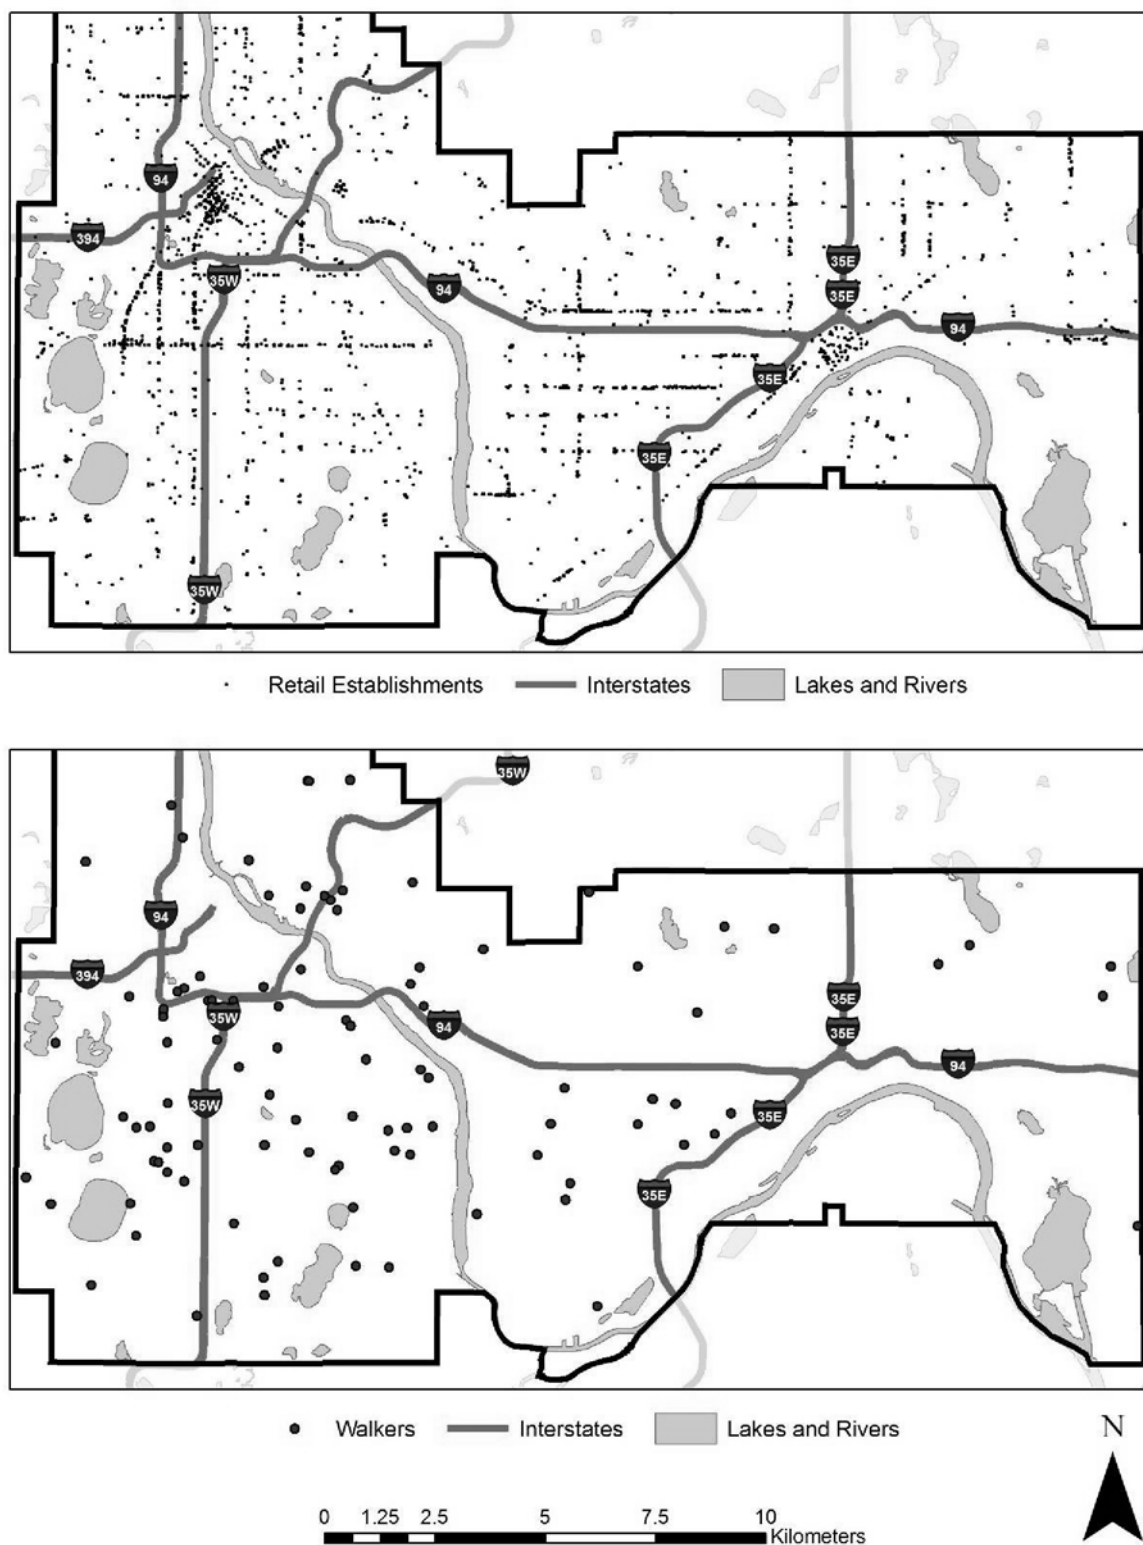 94
394
35W
94
35E
35E
94
35E
35E
35W
Retail Establishments Interstates Lakes and Rivers
35W
94
394
35W
94
35E
35E
94
35W
35E
35E
Walkers Interstates Lakes and Rivers
N
0 1.25 2.5 5 7.5 10
Kilometers